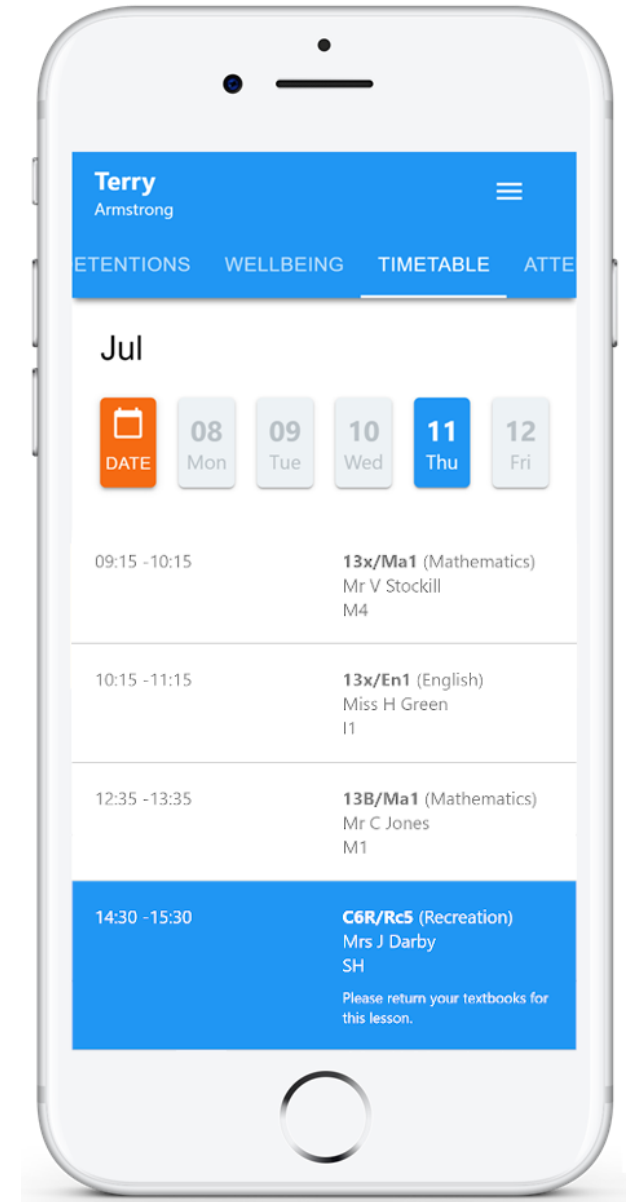 Terry
Armstrong
ETENTIONS WELLBEING TIMETABLE ATTE
Jul
DATE
08 Mon
09 Tue
10 Wed
11 Thu
12 Fri
09:15 -10:15
13x/Ma1 (Mathematics)
Mr V Stockill
M4
10:15 -11:15
13x/En1 (English)
Miss H Green
I1
12:35 -13:35
13B/Ma1 (Mathematics)
Mr C Jones
M1
14:30 -15:30
C6R/Rc5 (Recreation)
Mrs J Darby
SH
Please return your textbooks for
this lesson.